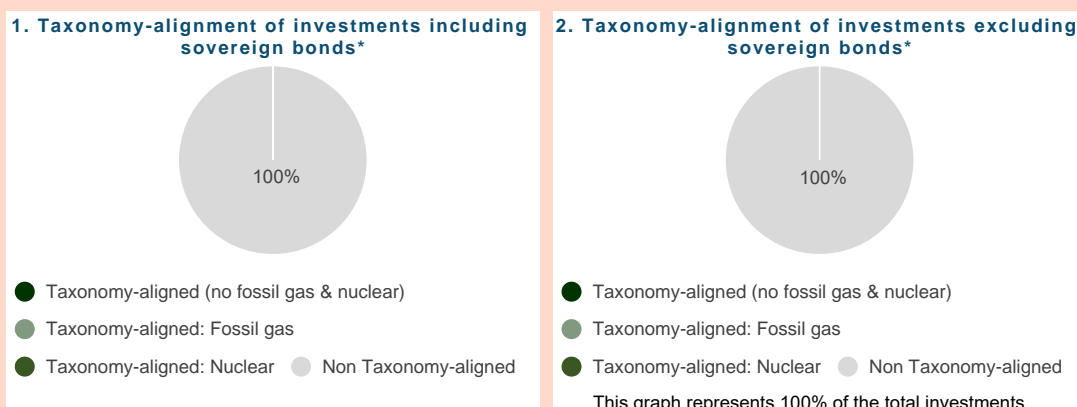 1. Taxonomy-alignment of investments including
sovereign bonds*
100%
Taxonomy-aligned (no fossil gas & nuclear)
Taxonomy-aligned: Fossil gas
Taxonomy-aligned: Nuclear Non Taxonomy-aligned
2. Taxonomy-alignment of investments excluding
sovereign bonds*
100%
Taxonomy-aligned (no fossil gas & nuclear)
Taxonomy-aligned: Fossil gas
Taxonomy-aligned: Nuclear Non Taxonomy-aligned
This graph represents 100% of the total investments